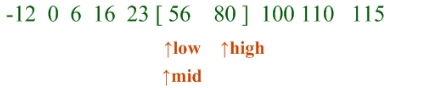 -12 0 6 16 23 [ 56 80 ] 100 110 115
↑low ↑high
↑mid